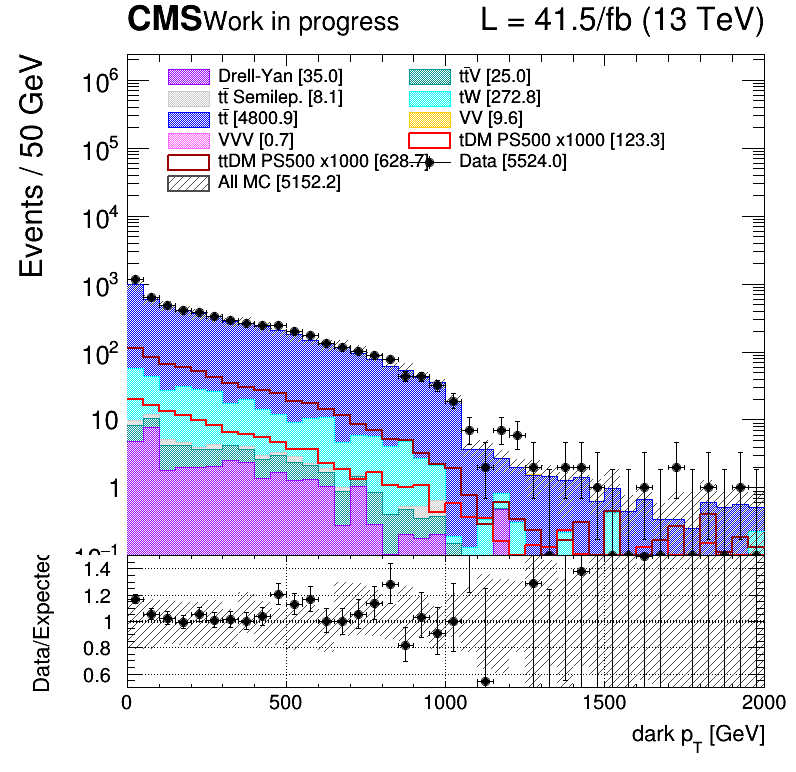 CMS Work in progress L = 41.5/fb (13 TeV)
Events / 50 GeV
Drell-Yan [35.0] tt̄V [25.0]
tt̄ Semilep. [8.1] tW [272.8]
tt̄ [4800.9] VV [9.6]
VVV [0.7] tDM PS500 x1000 [123.3]
ttDM PS500 x1000 [628.7] Data [5524.0]
All MC [5152.2]
10⁶
10⁵
10⁴
10³
10²
10
1
10⁻¹
Data/Expected
1.4
1.2
1
0.8
0.6
0 500 1000 1500 2000
dark p_T [GeV]